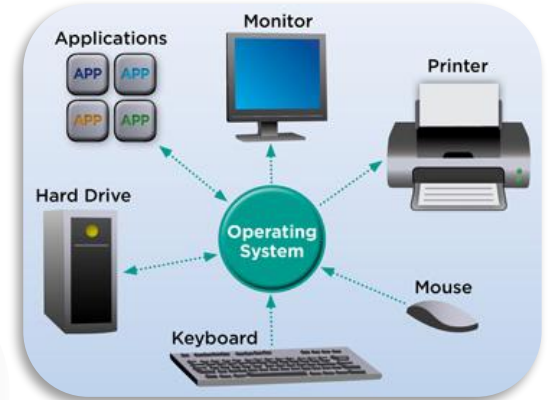 Monitor
Applications
Printer
APP APP
APP APP
Hard Drive
Operating
System
Mouse
Keyboard